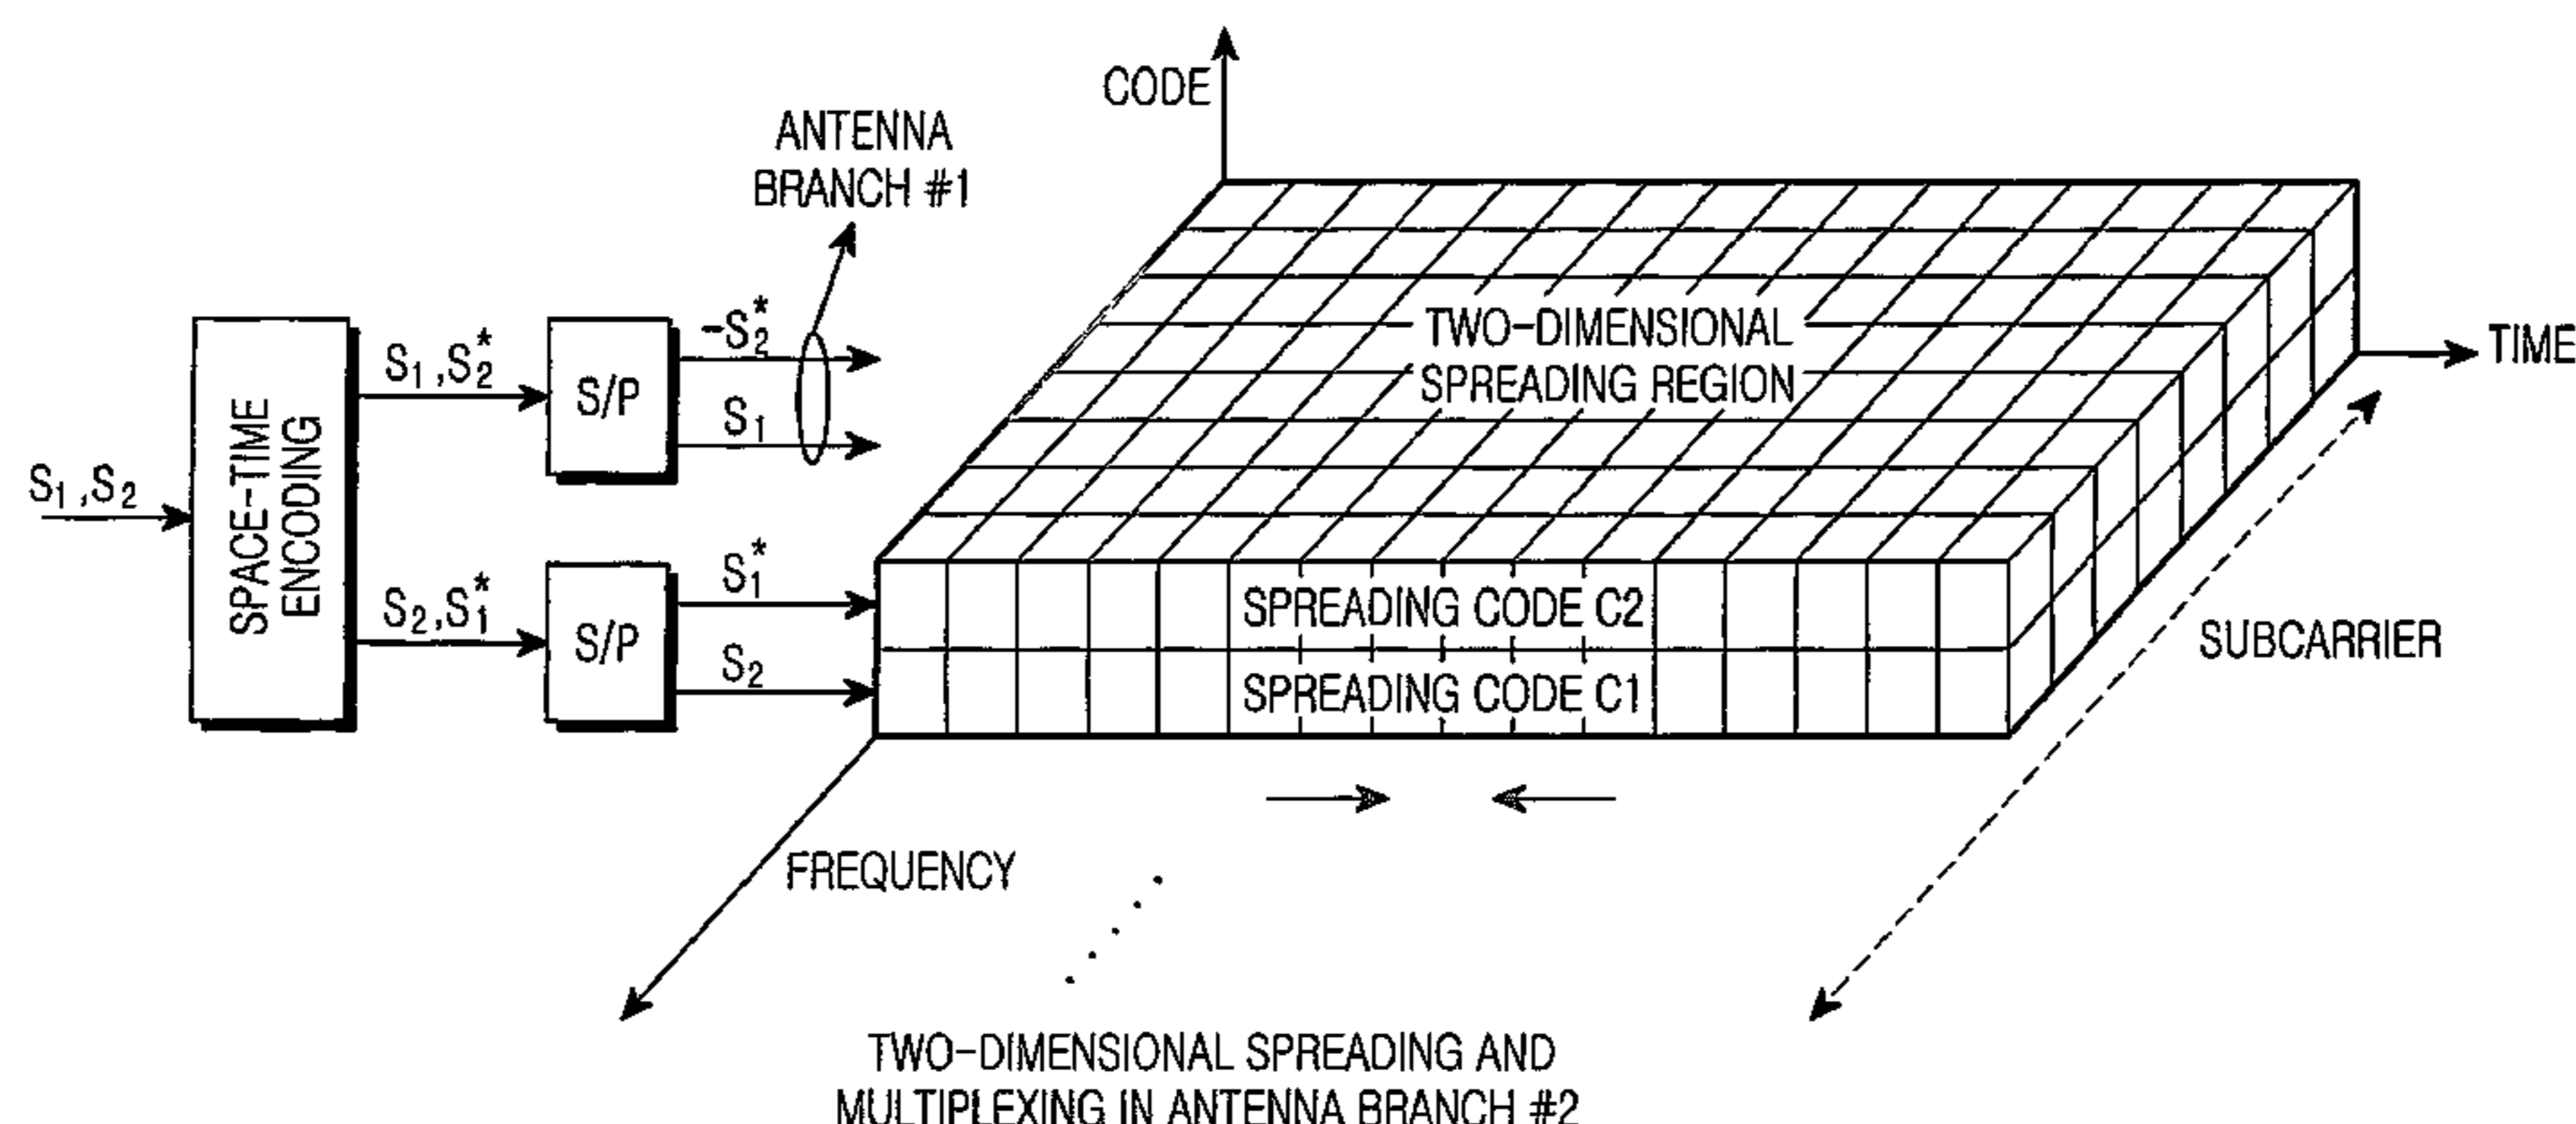 CODE
ANTENNA
BRANCH #1
TWO-DIMENSIONAL
SPREADING REGION
TIME
-S₂*
S₁,S₂*
S/P
S₁
SPACE-TIME
ENCODING
S₁,S₂
S₁*
S₂,S₁*
S/P
S₂
SPREADING CODE C2
SPREADING CODE C1
SUBCARRIER
FREQUENCY
TWO-DIMENSIONAL SPREADING AND
MULTIPLEXING IN ANTENNA BRANCH #2